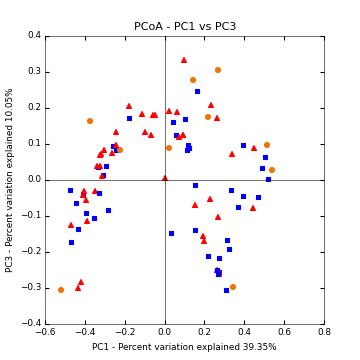 PCoA - PC1 vs PC3
0.4
0.3
0.2
0.1
0.0
−0.1
−0.2
−0.3
−0.4
PC3 - Percent variation explained 10.05%
−0.6 −0.4 −0.2 0.0 0.2 0.4 0.6 0.8
PC1 - Percent variation explained 39.35%